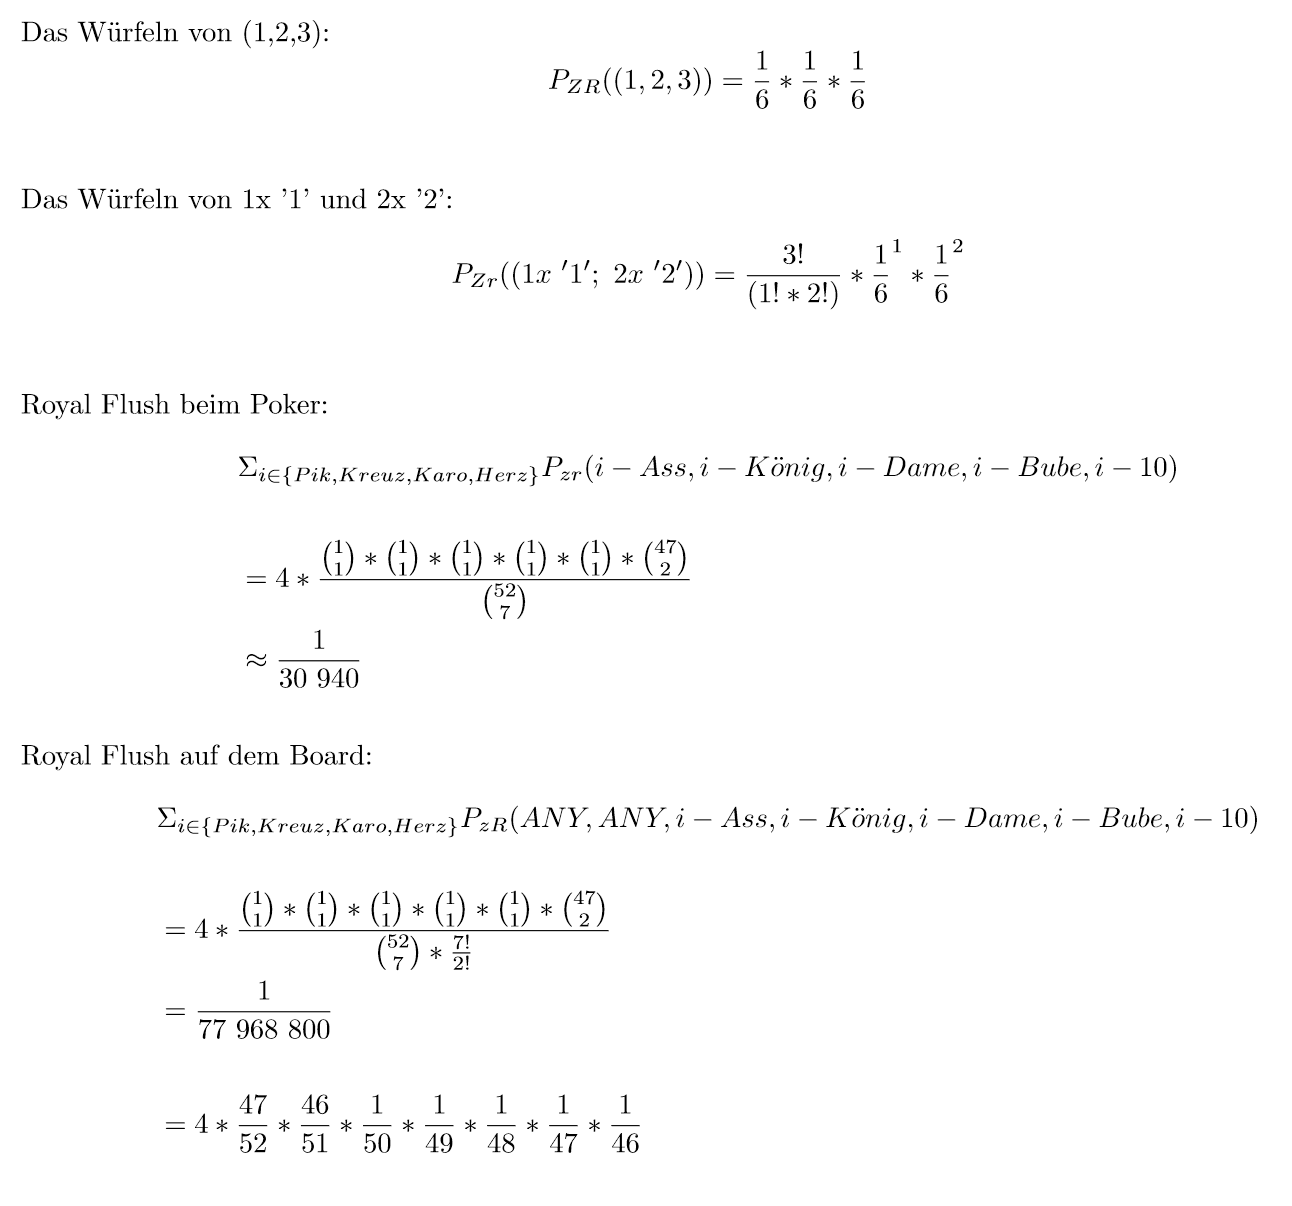 Das Würfeln von (1,2,3):
P_{ZR}((1, 2, 3)) = \frac{1}{6} * \frac{1}{6} * \frac{1}{6}
Das Würfeln von 1x ’1’ und 2x ’2’:
P_{Zr}((1x ′1′; 2x ′2′)) = \frac{3!}{(1! * 2!)} * \frac{1}{6}^1 * \frac{1}{6}^2
Royal Flush beim Poker:
Σ_{i∈\{Pik,Kreuz,Karo,Herz\}} P_{zr}(i − Ass, i − König, i − Dame, i − Bube, i − 10)
= 4 * \frac{\binom{1}{1} * \binom{1}{1} * \binom{1}{1} * \binom{1}{1} * \binom{1}{1} * \binom{47}{2}}{\binom{52}{7}}
≈ \frac{1}{30 940}
Royal Flush auf dem Board:
Σ_{i∈\{Pik,Kreuz,Karo,Herz\}} P_{zR}(ANY, ANY, i − Ass, i − König, i − Dame, i − Bube, i − 10)
= 4 * \frac{\binom{1}{1} * \binom{1}{1} * \binom{1}{1} * \binom{1}{1} * \binom{1}{1} * \binom{47}{2}}{\binom{52}{7} * \frac{7!}{2!}}
= \frac{1}{77 968 800}
= 4 * \frac{47}{52} * \frac{46}{51} * \frac{1}{50} * \frac{1}{49} * \frac{1}{48} * \frac{1}{47} * \frac{1}{46}